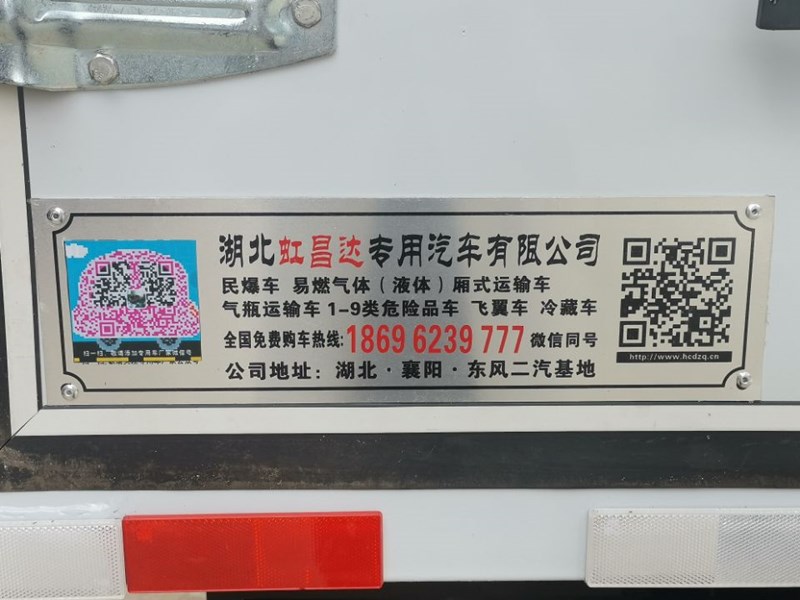 湖北虹昌达专用汽车有限公司
民爆车 易燃气体(液体)厢式运输车
气瓶运输车 1-9类危险品车 飞翼车 冷藏车
全国免费购车热线:18696239777 微信同号
公司地址:湖北·襄阳·东风二汽基地
http://www.hcdzq.cn